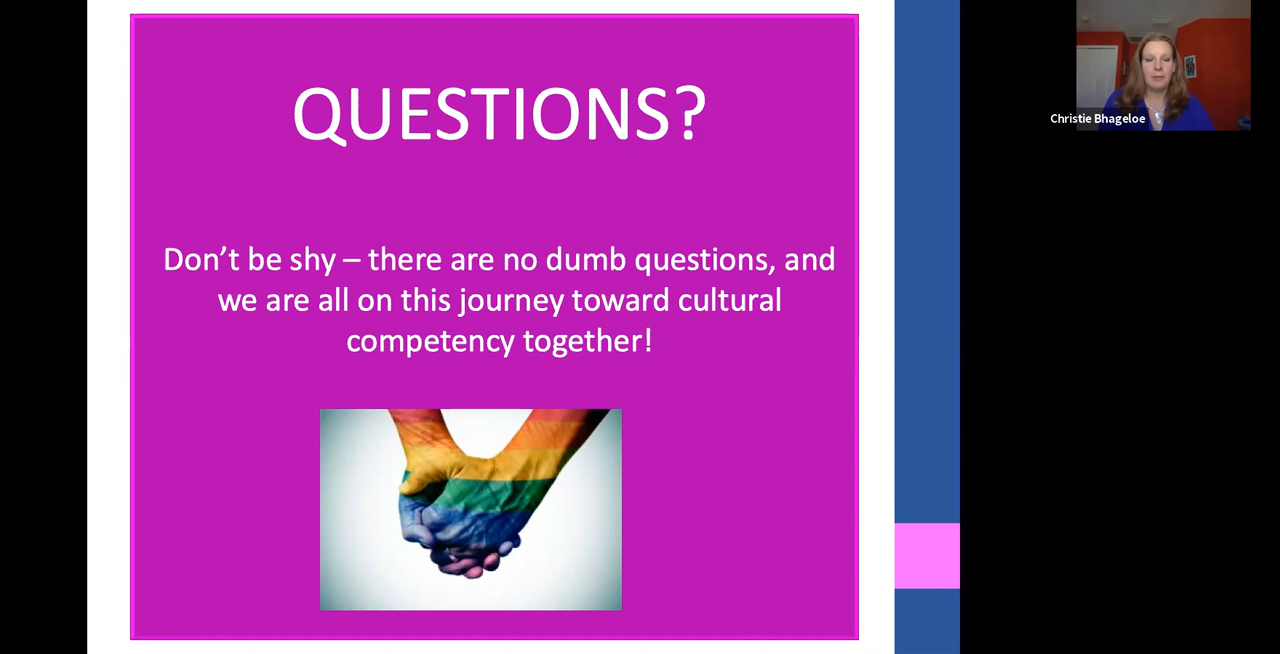 QUESTIONS?
Don’t be shy – there are no dumb questions, and
we are all on this journey toward cultural
competency together!
Christie Bhageloe